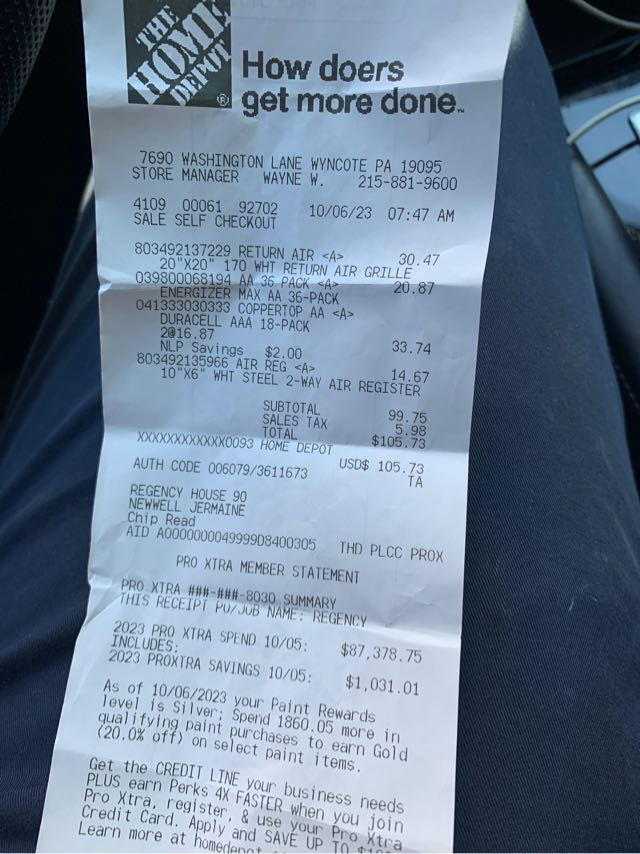 THE
HOME
DEPOT
®
How doers
get more done™
7690 WASHINGTON LANE WYNCOTE PA 19095
STORE MANAGER WAYNE W. 215-881-9600
4109 00061 92702 10/06/23 07:47 AM
SALE SELF CHECKOUT
803492137229 RETURN AIR <A> 30.47
20"X20" 170 WHT RETURN AIR GRILLE
039800068194 AA 36 PACK <A> 20.87
ENERGIZER MAX AA 36-PACK
041333030333 COPPERTOP AA <A>
DURACELL AAA 18-PACK
2@16.87 33.74
NLP Savings $2.00
803492135966 AIR REG <A> 14.67
10"X6" WHT STEEL 2-WAY AIR REGISTER
SUBTOTAL 99.75
SALES TAX 5.98
TOTAL $105.73
XXXXXXXXXXXX0093 HOME DEPOT
USD$ 105.73
AUTH CODE 006079/3611673 TA
REGENCY HOUSE 90
NEWWELL JERMAINE
Chip Read
AID A0000000049999D8400305 THD PLCC PROX
PRO XTRA MEMBER STATEMENT
PRO XTRA ###-###-8030 SUMMARY
THIS RECEIPT PO/JOB NAME: REGENCY
2023 PRO XTRA SPEND 10/05: $87,378.75
INCLUDES:
2023 PROXTRA SAVINGS 10/05: $1,031.01
As of 10/06/2023 your Paint Rewards
level is Silver; Spend 1860.05 more in
qualifying paint purchases to earn Gold
(20.0% off) on select paint items.
Get the CREDIT LINE your business needs
PLUS earn Perks 4X FASTER when you join
Pro Xtra, register, & use your Pro Xtra
Credit Card. Apply and SAVE UP TO
Learn more at homedepot